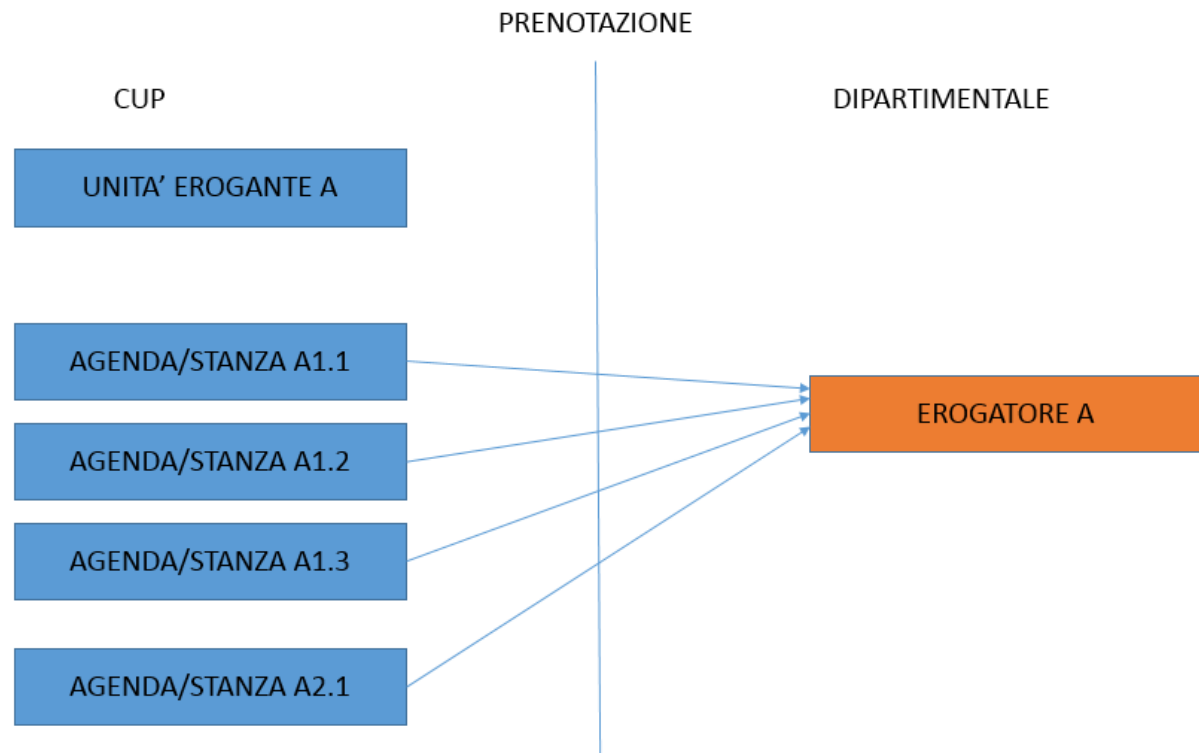 PRENOTAZIONE
CUP
DIPARTIMENTALE
UNITA’ EROGANTE A
AGENDA/STANZA A1.1
EROGATORE A
AGENDA/STANZA A1.2
AGENDA/STANZA A1.3
AGENDA/STANZA A2.1